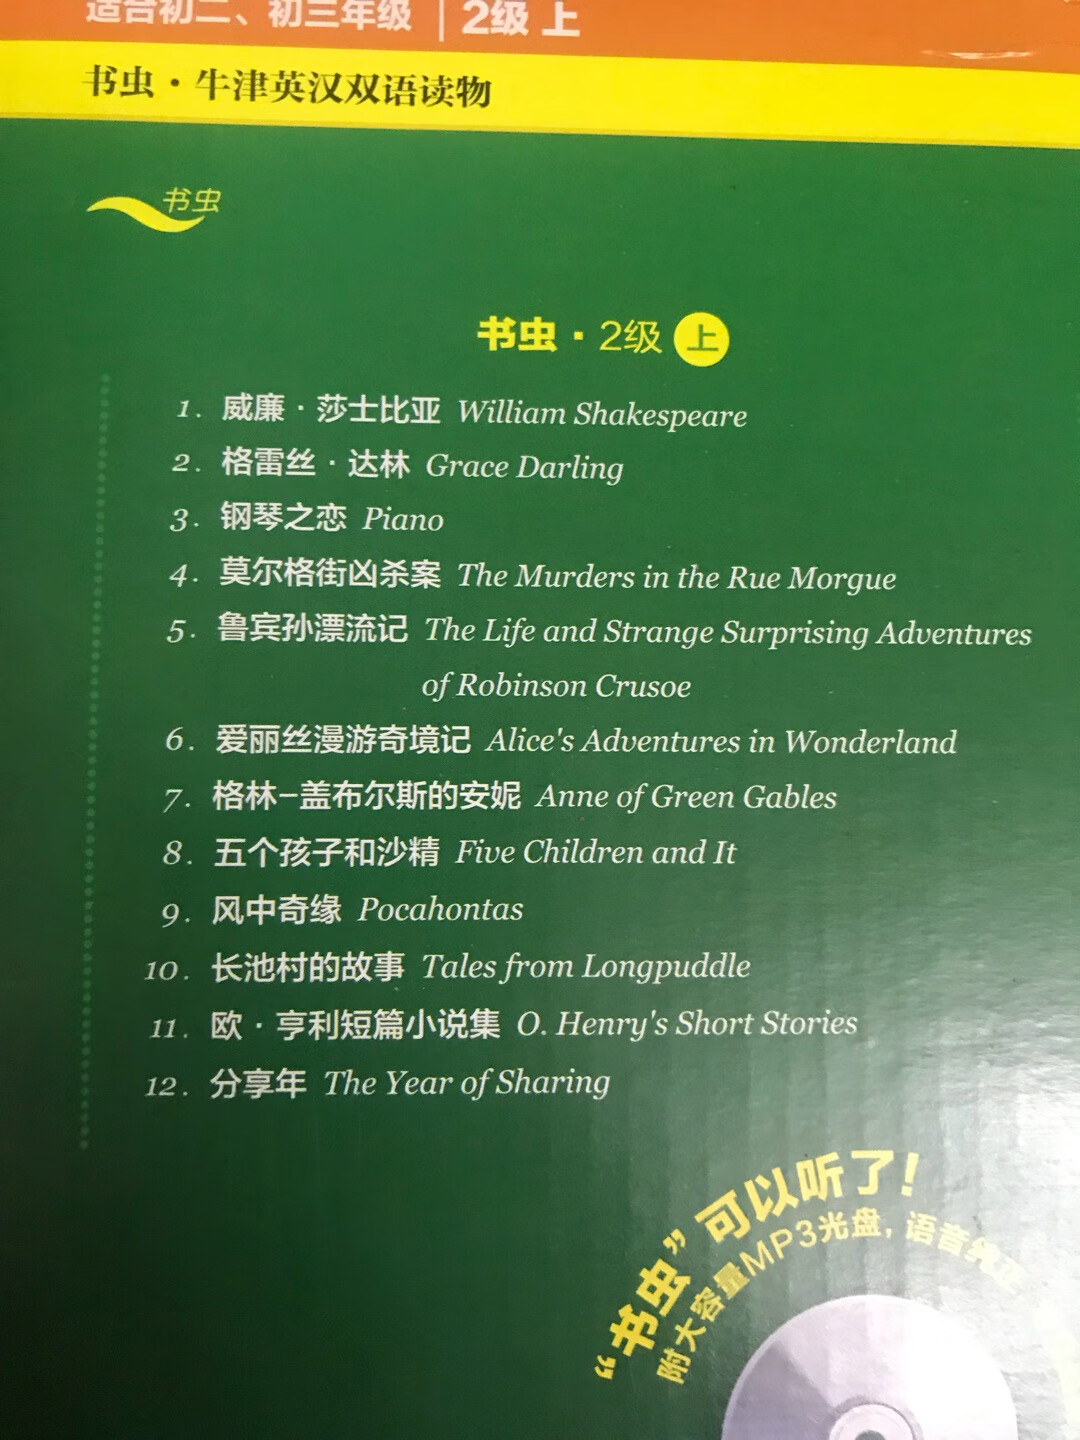 适合初二、初三年级 | 2级 上
书虫·牛津英汉双语读物
书虫
书虫·2级 上
1. 威廉·莎士比亚 William Shakespeare
2. 格雷丝·达林 Grace Darling
3. 钢琴之恋 Piano
4. 莫尔格街凶杀案 The Murders in the Rue Morgue
5. 鲁宾孙漂流记 The Life and Strange Surprising Adventures
of Robinson Crusoe
6. 爱丽丝漫游奇境记 Alice's Adventures in Wonderland
7. 格林-盖布尔斯的安妮 Anne of Green Gables
8. 五个孩子和沙精 Five Children and It
9. 风中奇缘 Pocahontas
10. 长池村的故事 Tales from Longpuddle
11. 欧·亨利短篇小说集 O. Henry's Short Stories
12. 分享年 The Year of Sharing
“书虫”可以听了!
附大容量MP3光盘, 语音纯